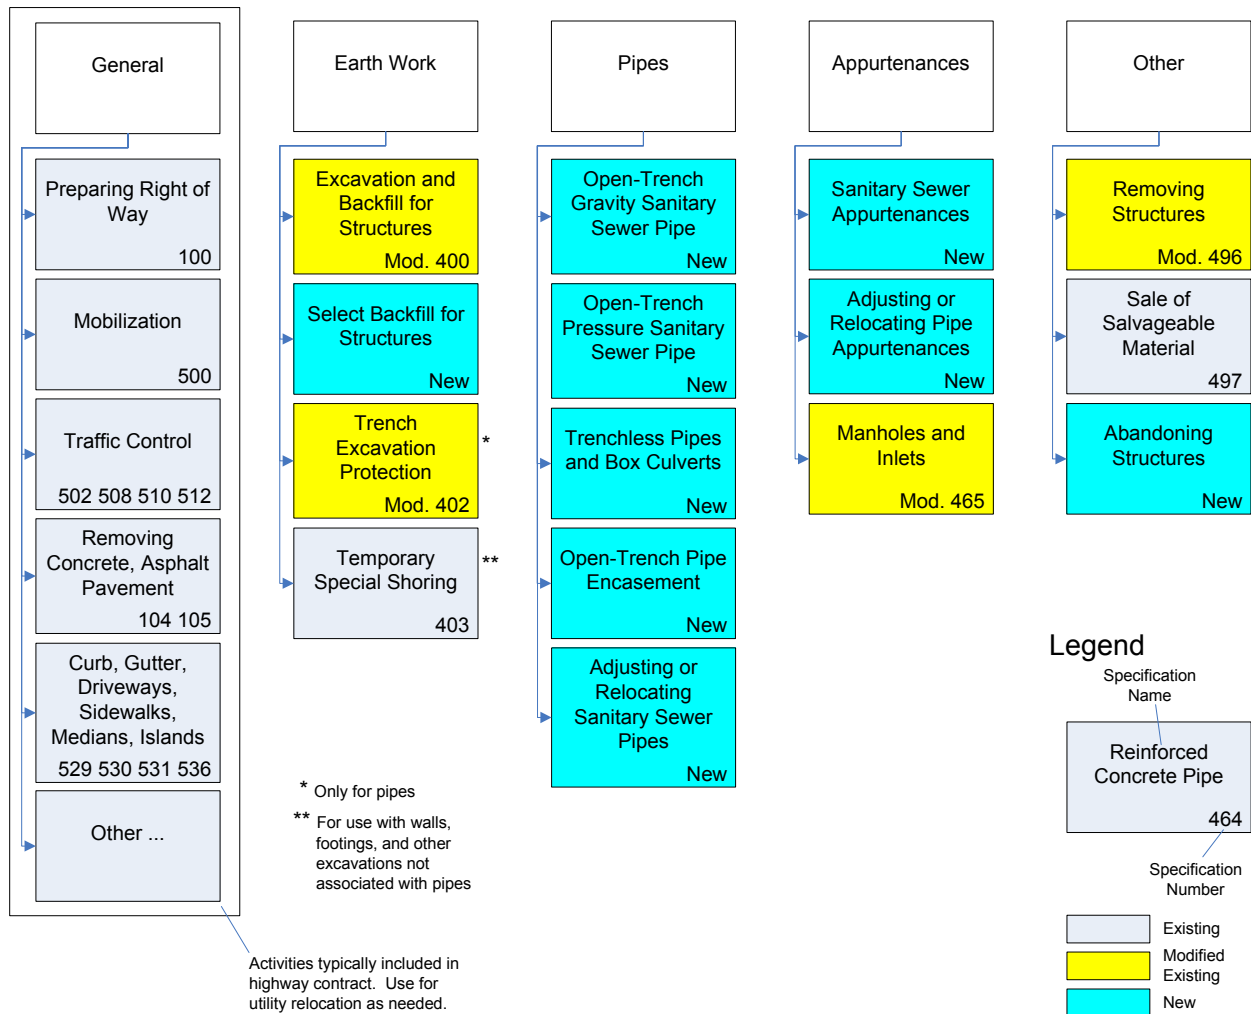 General
Preparing Right of
Way
100
Mobilization
500
Traffic Control
502 508 510 512
Removing
Concrete, Asphalt
Pavement
104 105
Curb, Gutter,
Driveways,
Sidewalks,
Medians, Islands
529 530 531 536
Other ...
Activities typically included in
highway contract. Use for
utility relocation as needed.
Earth Work
Excavation and
Backfill for
Structures
Mod. 400
Select Backfill for
Structures
New
Trench
Excavation
Protection
Mod. 402
*
Temporary
Special Shoring
403
**
* Only for pipes
** For use with walls,
footings, and other
excavations not
associated with pipes
Pipes
Open-Trench
Gravity Sanitary
Sewer Pipe
New
Open-Trench
Pressure Sanitary
Sewer Pipe
New
Trenchless Pipes
and Box Culverts
New
Open-Trench Pipe
Encasement
New
Adjusting or
Relocating
Sanitary Sewer
Pipes
New
Appurtenances
Sanitary Sewer
Appurtenances
New
Adjusting or
Relocating Pipe
Appurtenances
New
Manholes and
Inlets
Mod. 465
Other
Removing
Structures
Mod. 496
Sale of
Salvageable
Material
497
Abandoning
Structures
New
Legend
Specification
Name
Reinforced
Concrete Pipe
464
Specification
Number
Existing
Modified
Existing
New